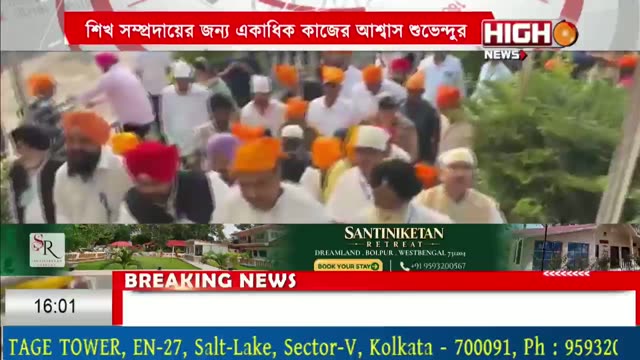 শিখ সম্প্রদায়ের জন্য একাধিক কাজের আশ্বাস শুভেন্দুর
HIGH
NEWS
SR
SANTINIKETAN
RETREAT
DREAMLAND , BOLPUR , WESTBENGAL 731204
BOOK YOUR STAY
+91 9593200567
BREAKING NEWS
16:01
TAGE TOWER, EN-27, Salt-Lake, Sector-V, Kolkata - 700091, Ph : 95932